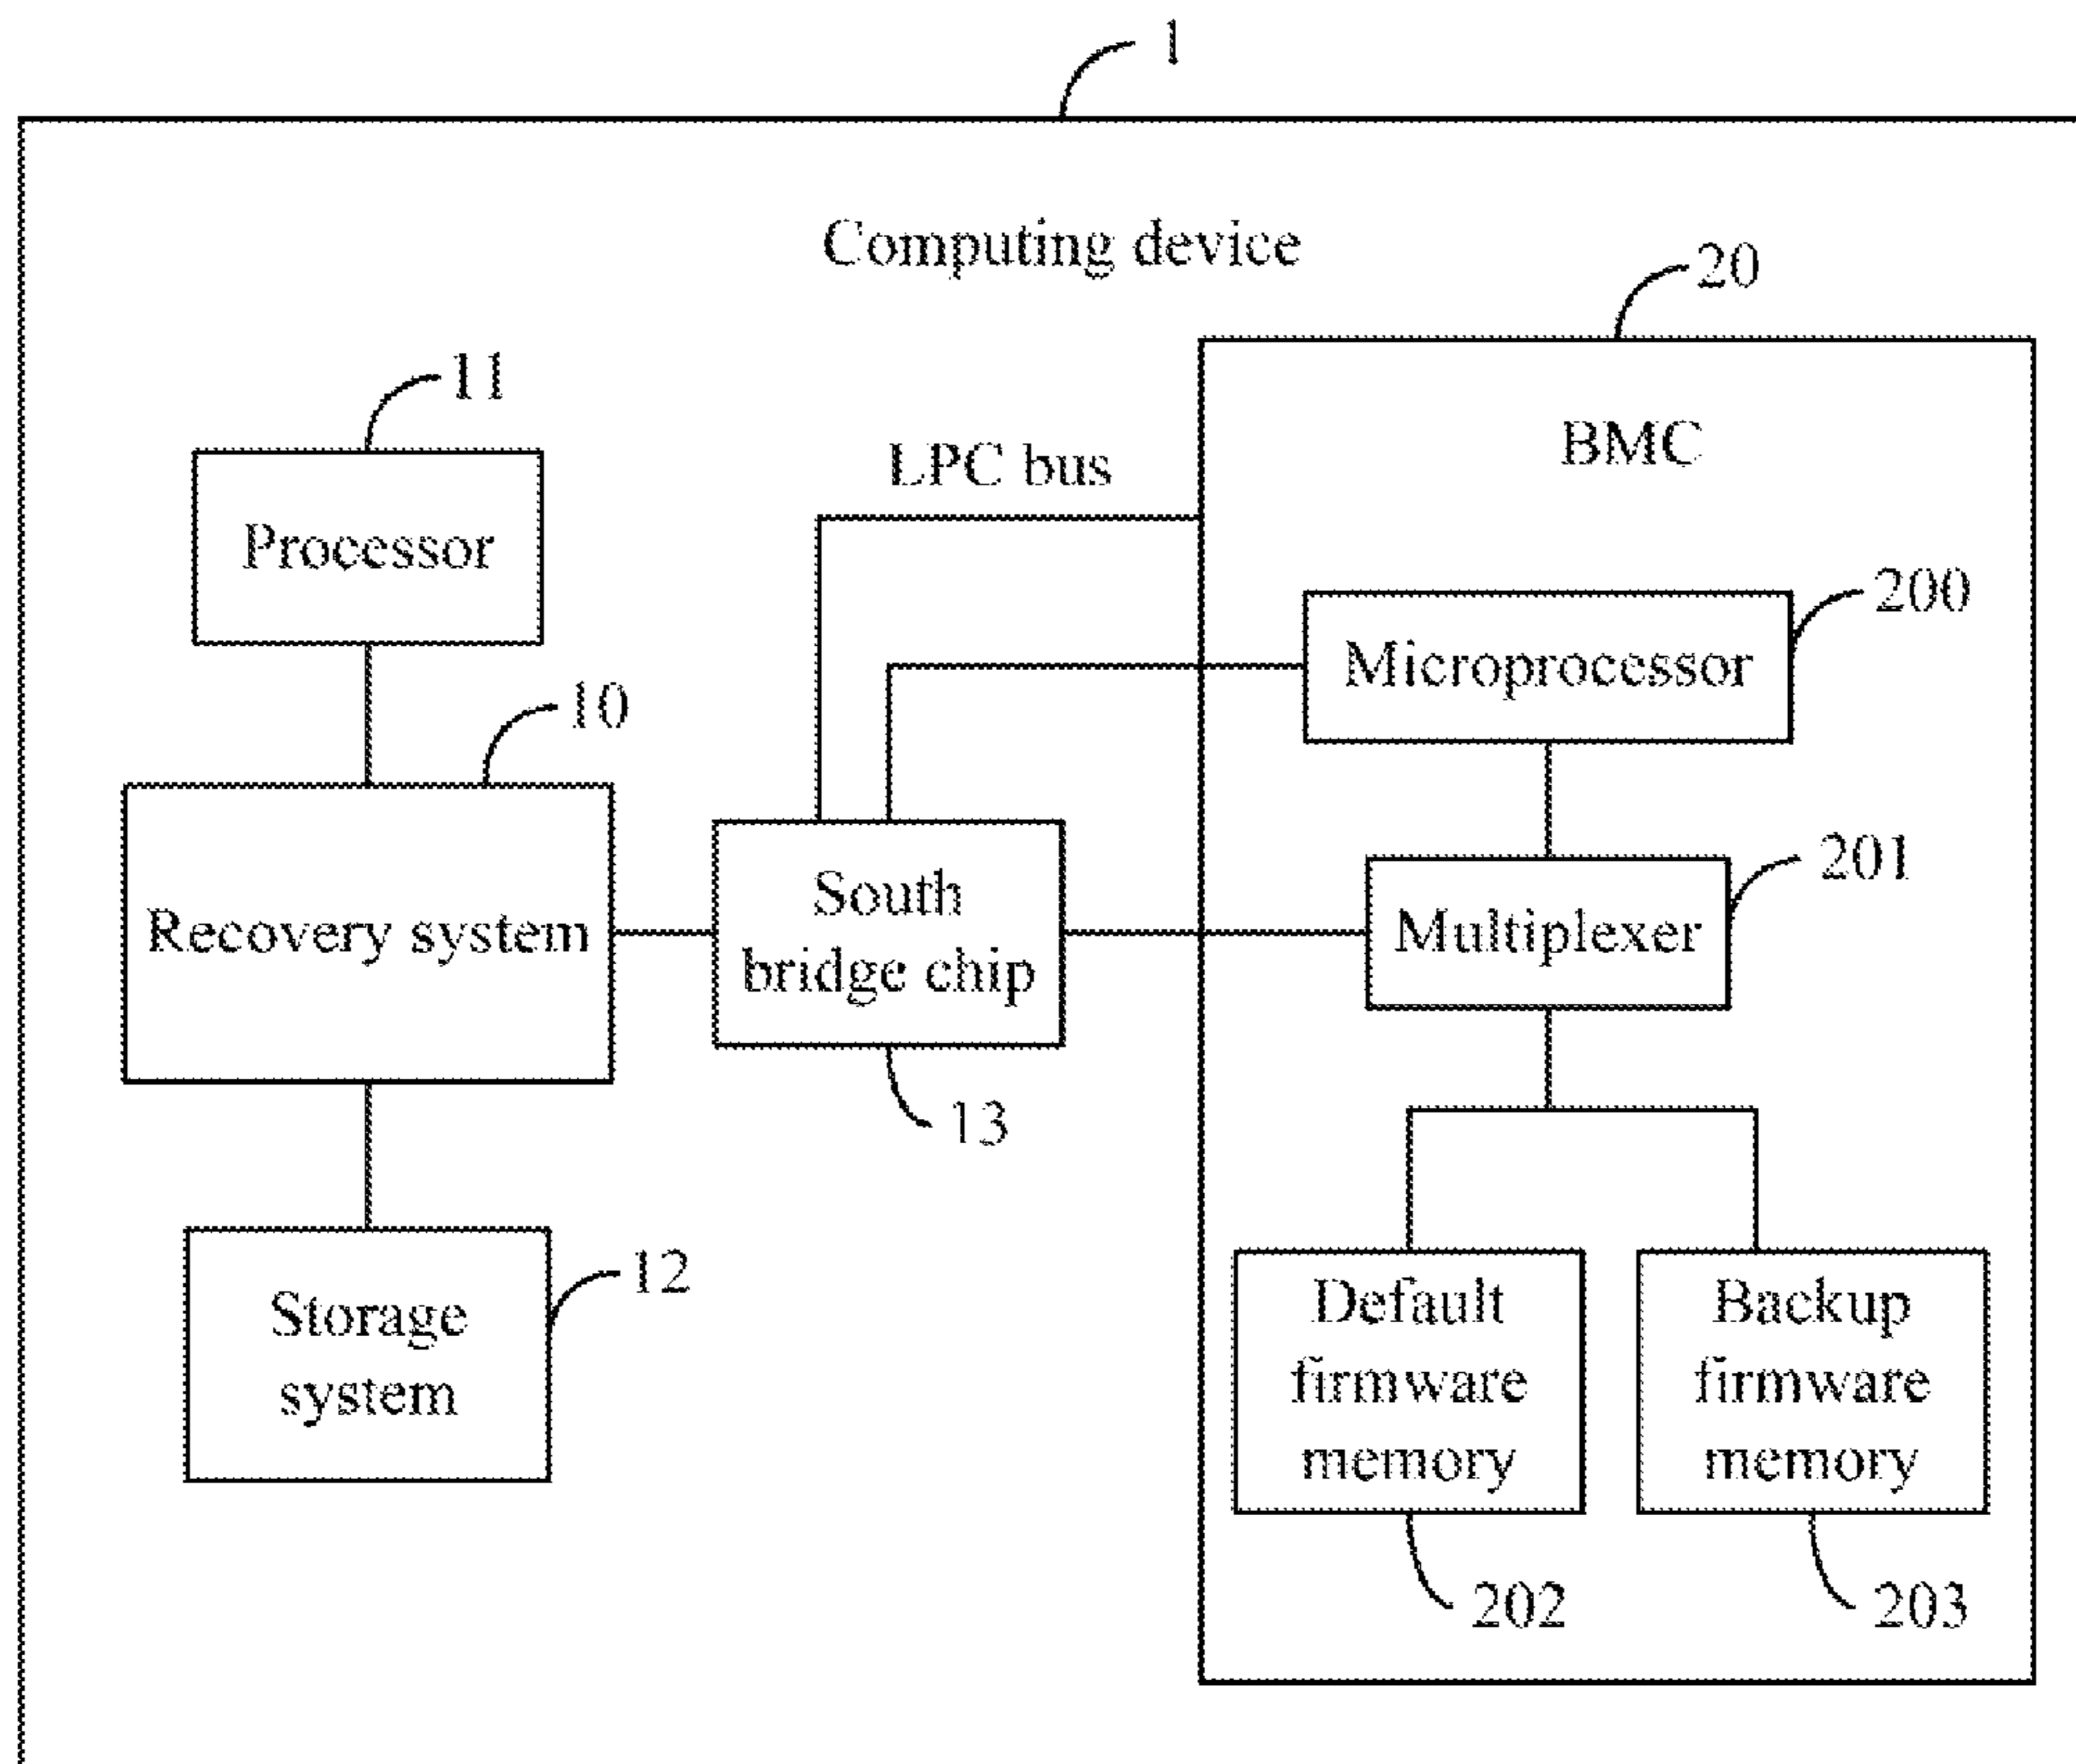 1
Computing device
20
11
BMC
LPC bus
Processor
200
Microprocessor
10
201
South
bridge chip
Recovery system
Multiplexer
13
12
Storage
system
Default
firmware
memory
Backup
firmware
memory
202
203